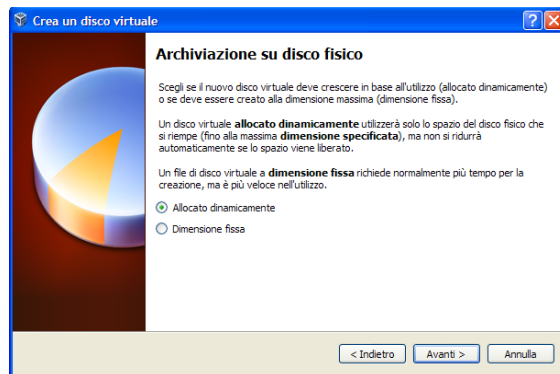 Crea un disco virtuale
Archiviazione su disco fisico
Scegli se il nuovo disco virtuale deve crescere in base all'utilizzo (allocato dinamicamente)
o se deve essere creato alla dimensione massima (dimensione fissa).
Un disco virtuale allocato dinamicamente utilizzerà solo lo spazio del disco fisico che
si riempe (fino alla massima dimensione specificata), ma non si ridurrà
automaticamente se lo spazio viene liberato.
Un file di disco virtuale a dimensione fissa richiede normalmente più tempo per la
creazione, ma è più veloce nell'utilizzo.
Allocato dinamicamente
Dimensione fissa
< Indietro Avanti > Annulla